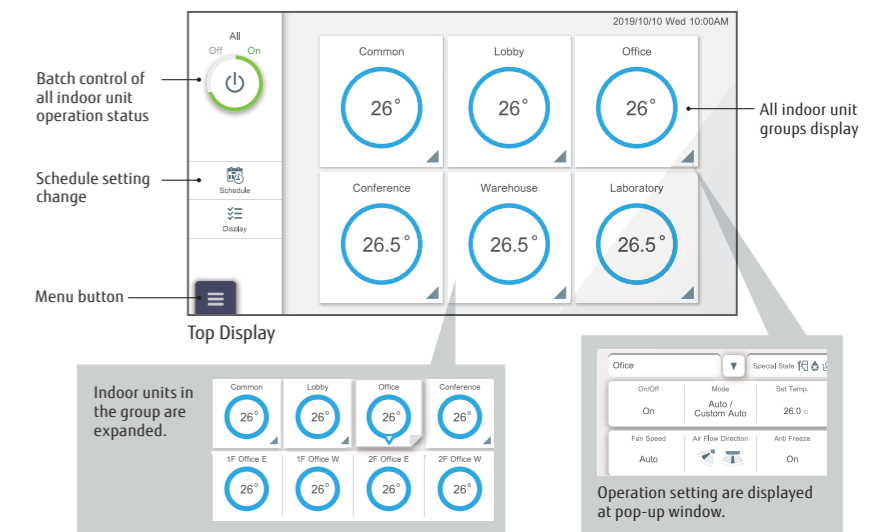 2019/10/10 Wed 10:00AM
All
Off On
Batch control of
all indoor unit
operation status
Schedule setting
change
Schedule
Display
Menu button
Common Lobby Office
26° 26° 26°
All indoor unit
groups display
Conference Warehouse Laboratory
26.5° 26.5° 26.5°
Top Display
Indoor units in
the group are
expanded.
Common Lobby Office Conference
26° 26° 26° 26°
1F Office E 1F Office W 2F Office E 2F Office W
26° 26° 26° 26°
Ofice ▼ Special State
On/Off Mode Set Temp.
On Auto / Custom Auto 26.0 °c
Fan Speed Air Flow Direction Anti Freeze
Auto On
Operation setting are displayed
at pop-up window.